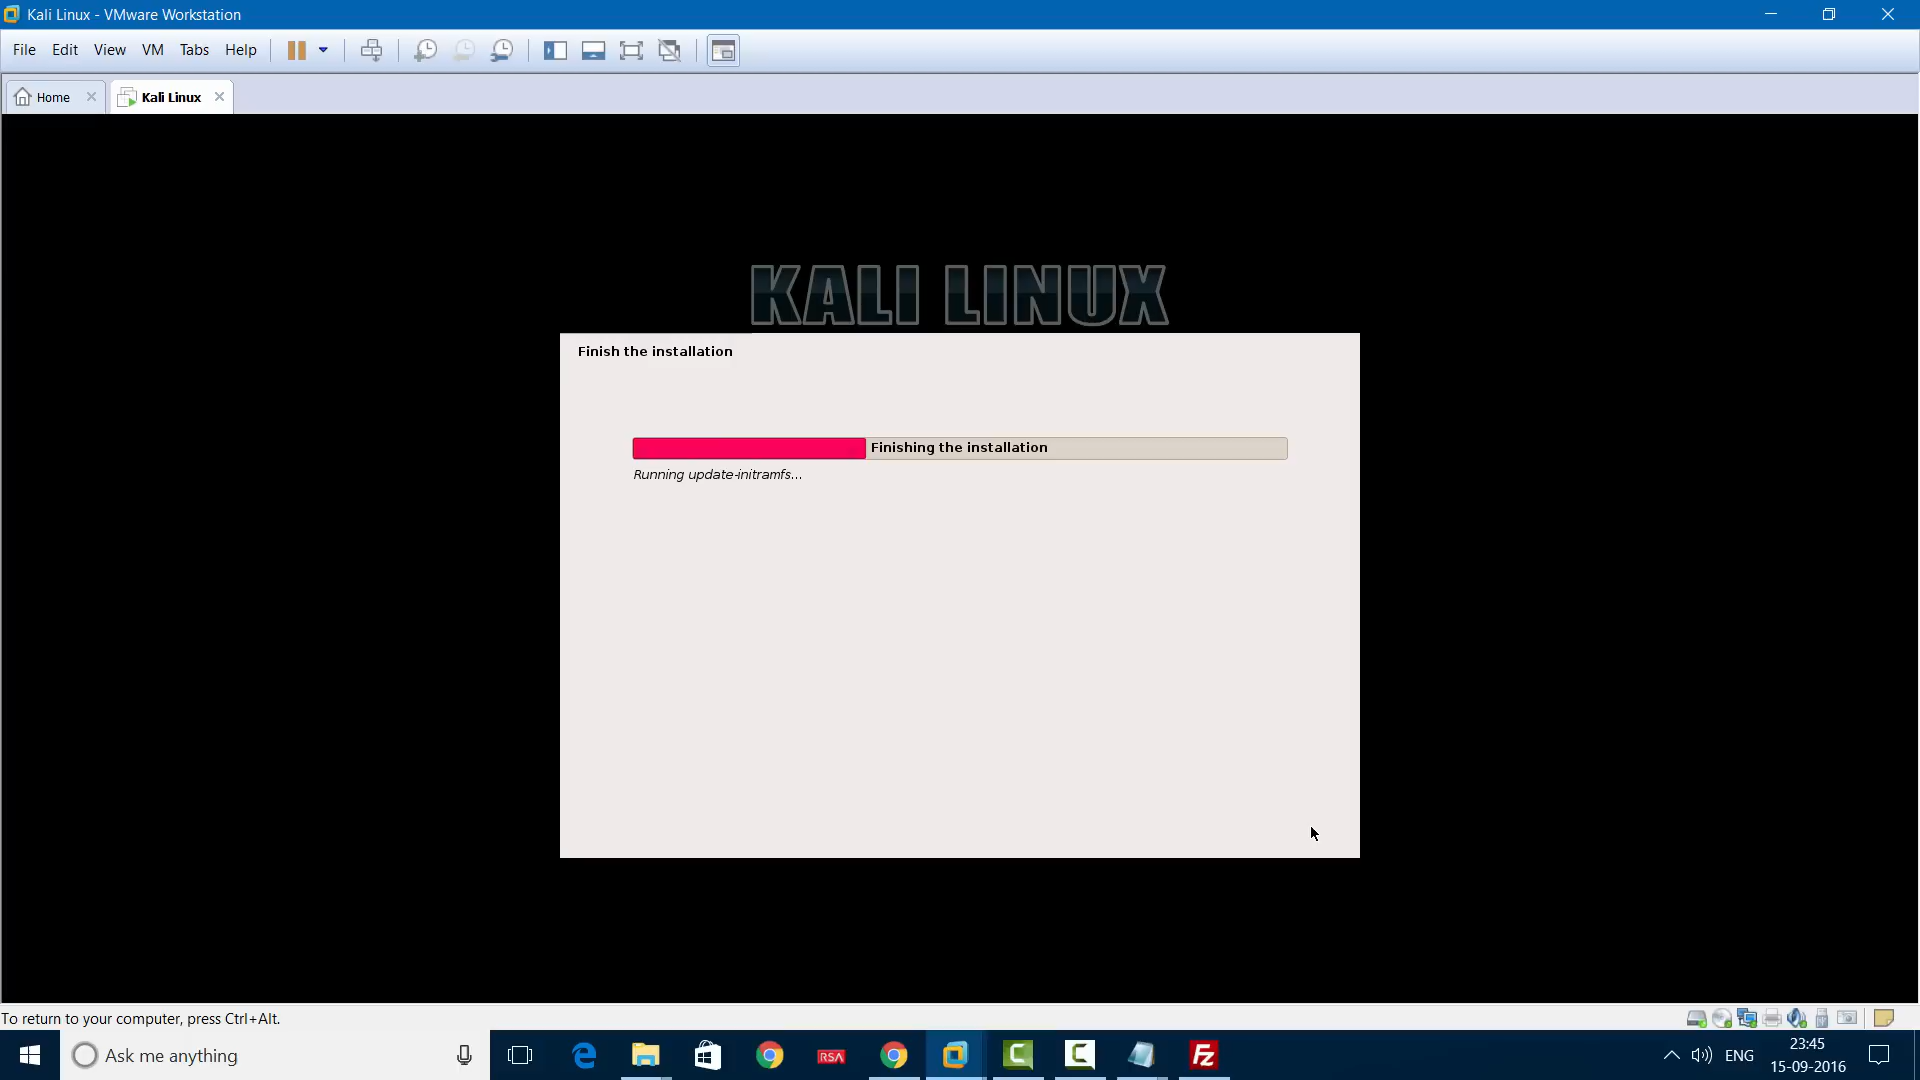 Kali Linux - VMware Workstation
File Edit View VM Tabs Help
Home Kali Linux
KALI LINUX
Finish the installation
Finishing the installation
Running update-initramfs...
To return to your computer, press Ctrl+Alt.
Ask me anything
RSA
Fz
ENG
23:45
15-09-2016